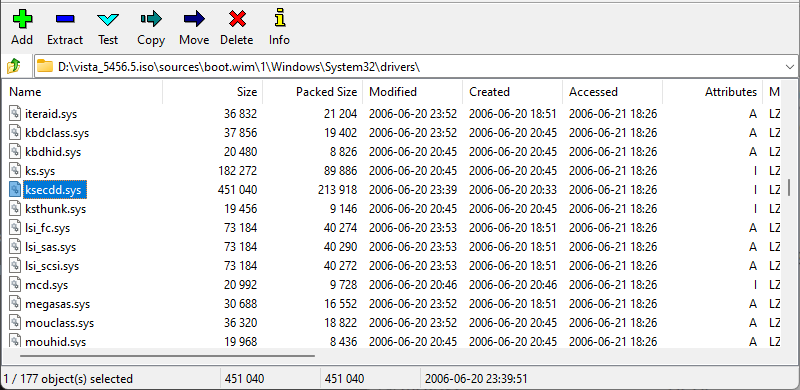 Add Extract Test Copy Move Delete Info
D:\vista_5456.5.iso\sources\boot.wim\1\Windows\System32\drivers\
Name Size Packed Size Modified Created Accessed Attributes M
iteraid.sys 36 832 21 204 2006-06-20 23:52 2006-06-20 18:51 2006-06-21 18:26 A LZ
kbdclass.sys 37 856 19 402 2006-06-20 23:52 2006-06-20 20:45 2006-06-21 18:26 A LZ
kbdhid.sys 20 480 8 826 2006-06-20 20:45 2006-06-20 20:45 2006-06-21 18:26 A LZ
ks.sys 182 272 89 886 2006-06-20 20:45 2006-06-20 20:45 2006-06-21 18:26 I LZ
ksecdd.sys 451 040 213 918 2006-06-20 23:39 2006-06-20 20:33 2006-06-21 18:26 I LZ
ksthunk.sys 19 456 9 146 2006-06-20 20:45 2006-06-20 20:45 2006-06-21 18:26 I LZ
lsi_fc.sys 73 184 40 274 2006-06-20 23:53 2006-06-20 18:51 2006-06-21 18:26 A LZ
lsi_sas.sys 73 184 40 290 2006-06-20 23:53 2006-06-20 18:51 2006-06-21 18:26 A LZ
lsi_scsi.sys 73 184 40 272 2006-06-20 23:53 2006-06-20 18:51 2006-06-21 18:26 A LZ
mcd.sys 20 992 9 728 2006-06-20 20:46 2006-06-20 20:46 2006-06-21 18:26 I LZ
megasas.sys 30 688 16 552 2006-06-20 23:52 2006-06-20 18:51 2006-06-21 18:26 A LZ
mouclass.sys 36 320 18 822 2006-06-20 23:52 2006-06-20 20:45 2006-06-21 18:26 A LZ
mouhid.sys 19 968 8 436 2006-06-20 20:45 2006-06-20 20:45 2006-06-21 18:26 A LZ
1 / 177 object(s) selected 451 040 451 040 2006-06-20 23:39:51